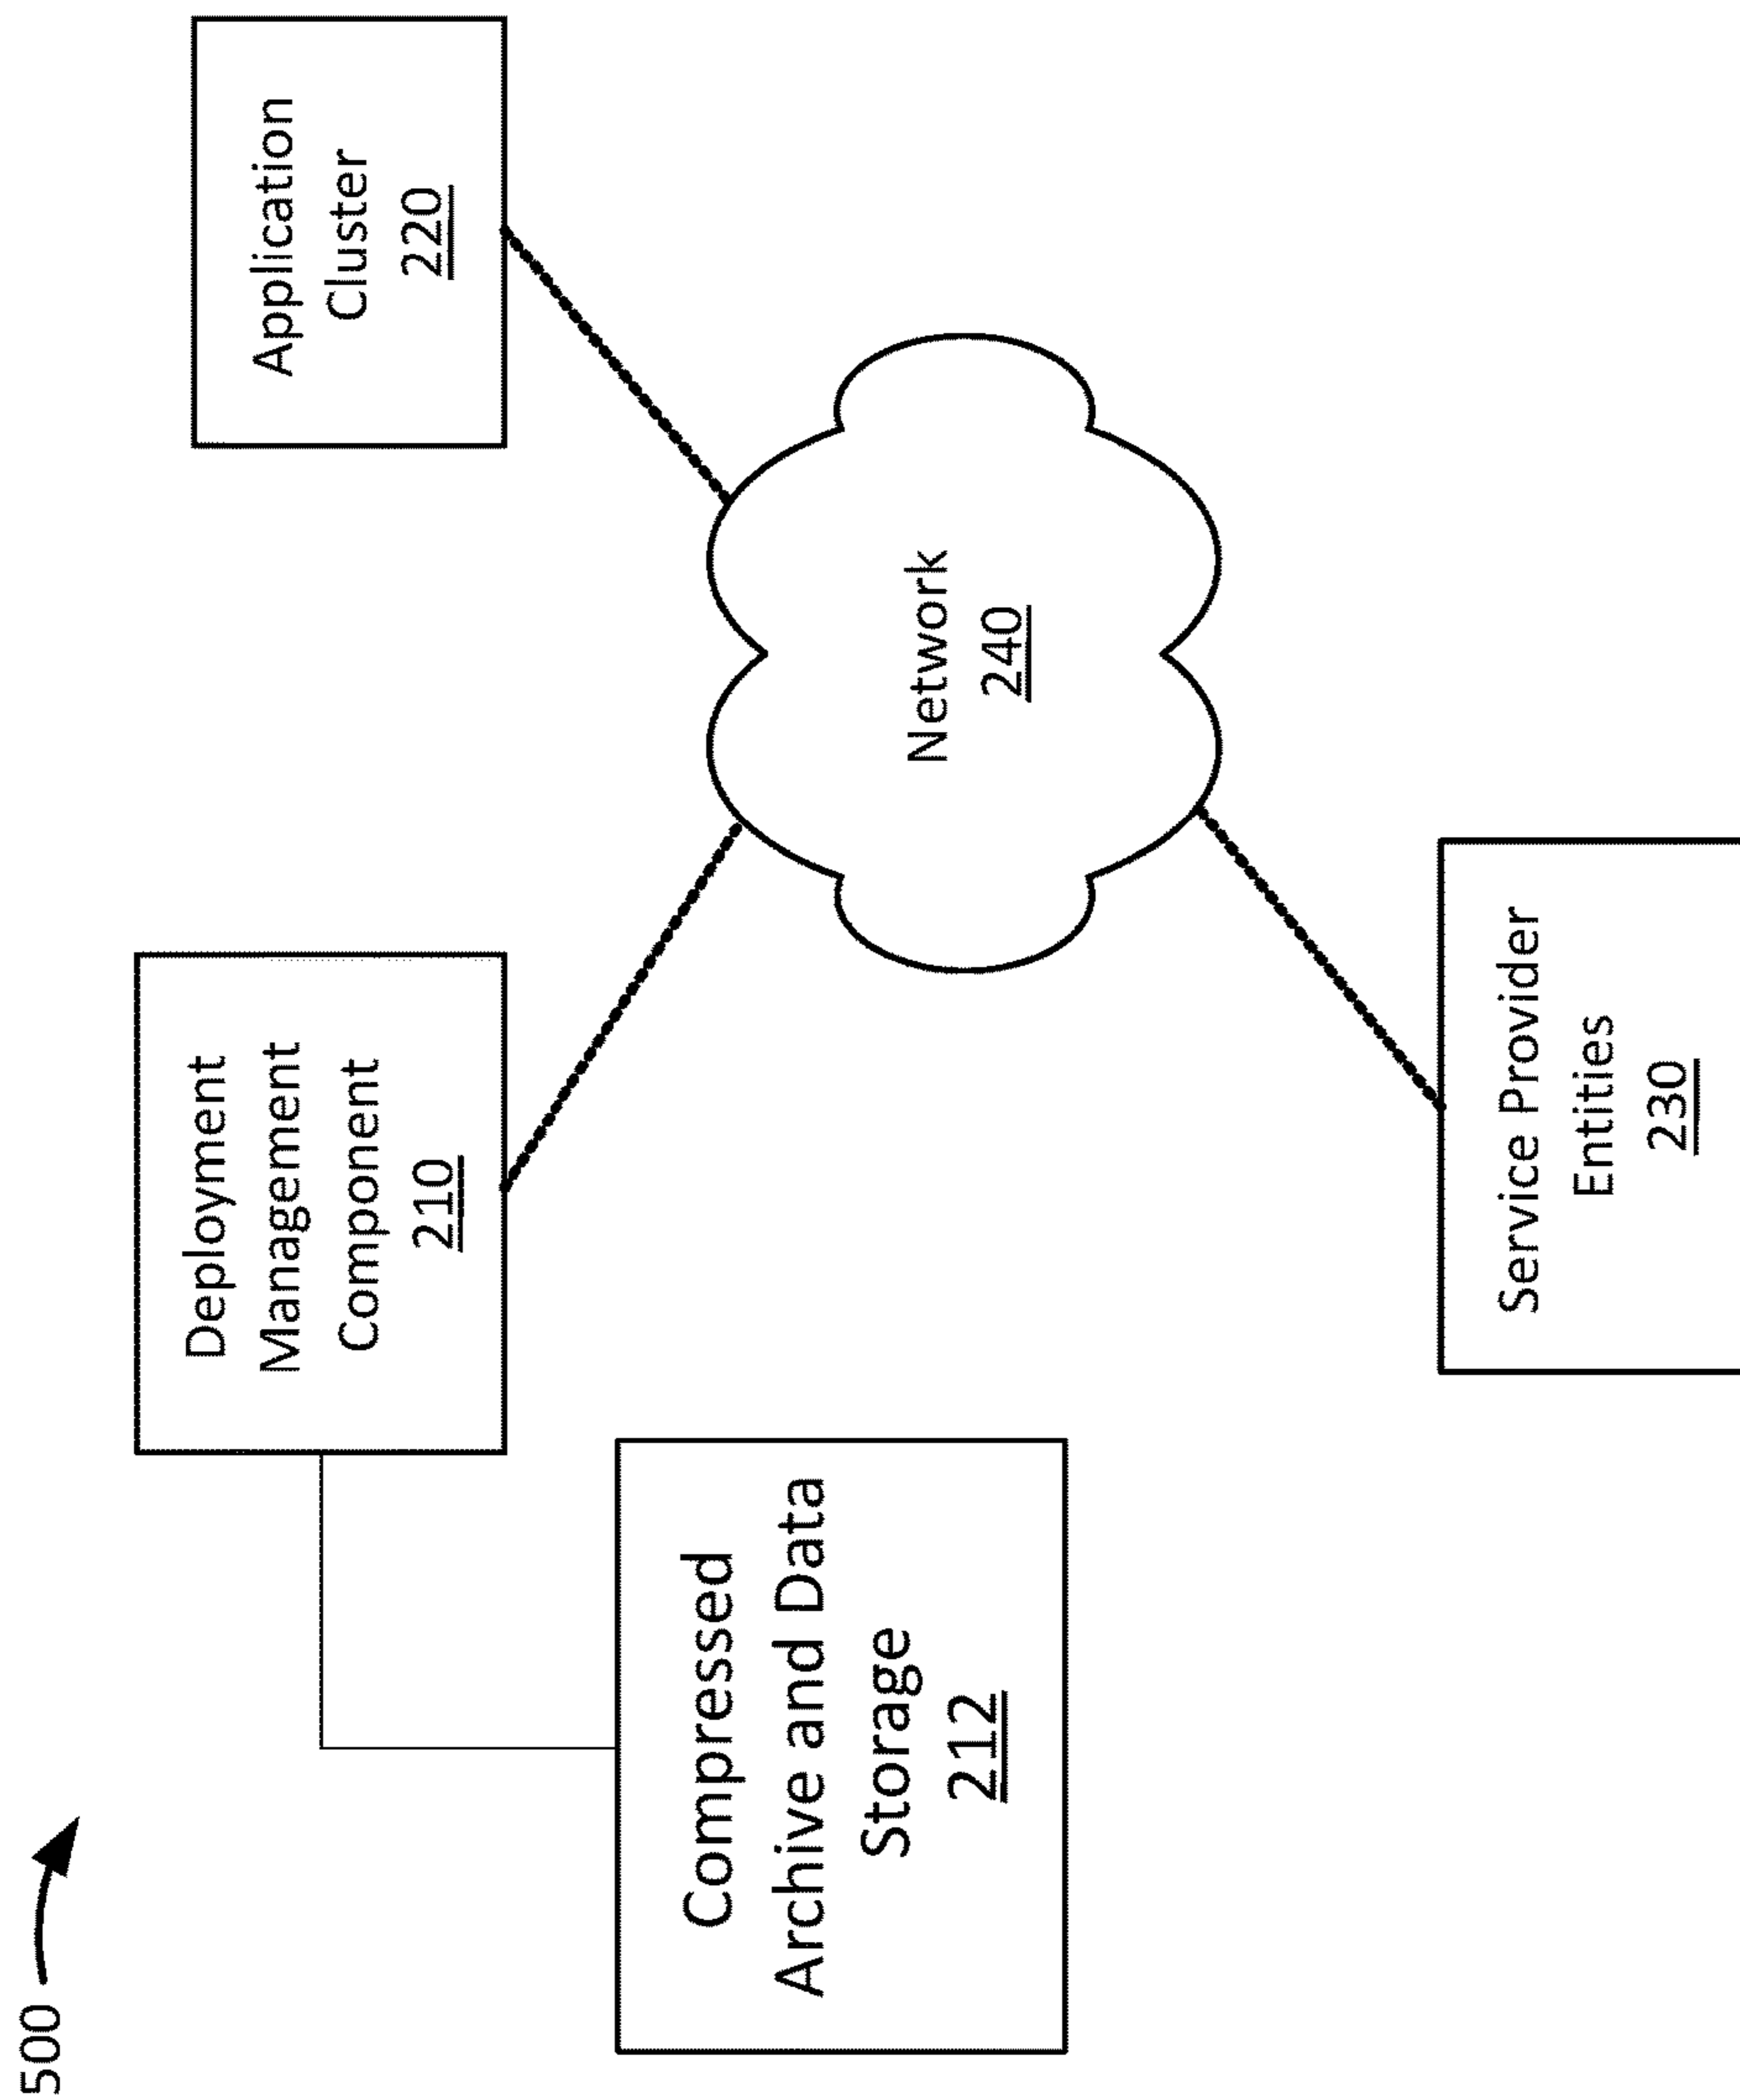 500
Deployment
Management
Component
210
Application
Cluster
220
Compressed
Archive and Data
Storage
212
Network
240
Service Provider
Entities
230